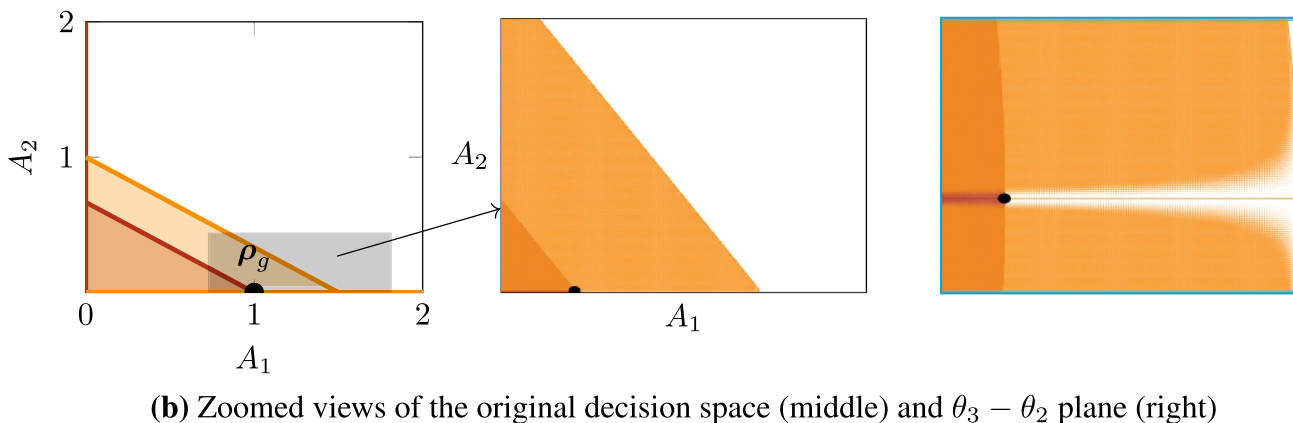 2
A₂
1
ρ_g
0
1
2
A₁
A₂
A₁
(b) Zoomed views of the original decision space (middle) and θ₃ − θ₂ plane (right)